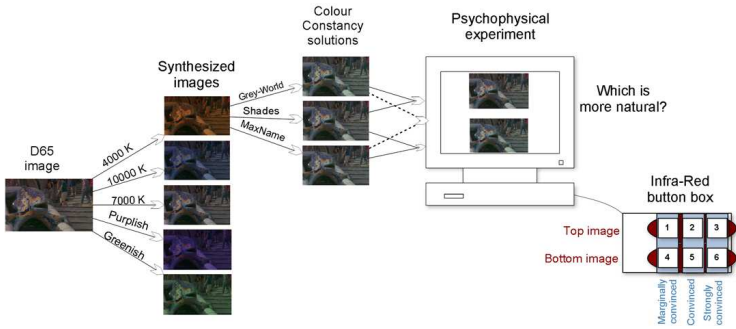 D65
image
4000 K
10000 K
7000 K
Purplish
Greenish
Synthesized
images
Grey-World
Shades
MaxName
Colour
Constancy
solutions
Psychophysical
experiment
Which is
more natural?
Infra-Red
button box
Top image
1 2 3
Bottom image
4 5 6
Marginally
convinced
Convinced
Strongly
convinced